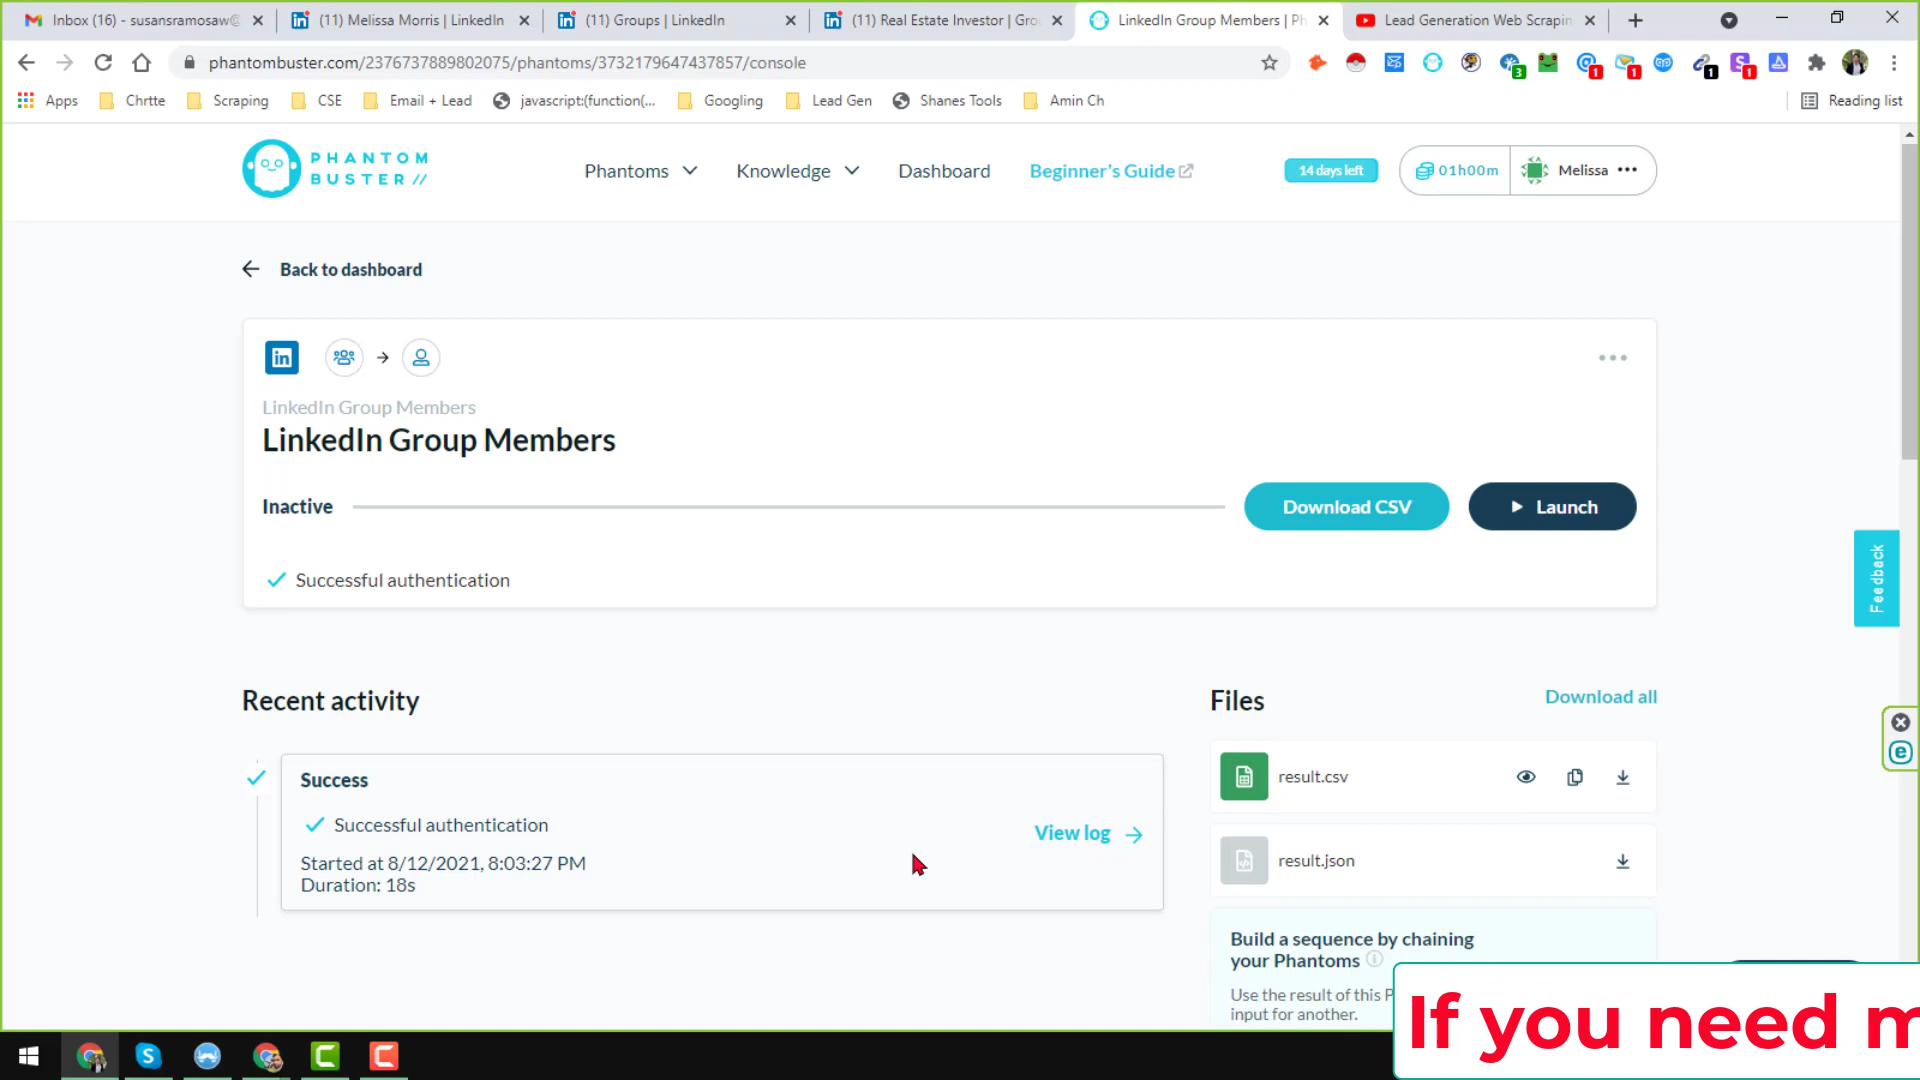 Inbox (16) - susansramosaw@
(11) Melissa Morris | LinkedIn
(11) Groups | LinkedIn
(11) Real Estate Investor | Gro
LinkedIn Group Members | Ph
Lead Generation Web Scrapin
phantombuster.com/2376737889802075/phantoms/3732179647437857/console
3
1
1
1
1
Apps
Chrtte
Scraping
CSE
Email + Lead
javascript:(function(...
Googling
Lead Gen
Shanes Tools
Amin Ch
Reading list
PHANTOM
BUSTER //
Phantoms
Knowledge
Dashboard
Beginner's Guide
14 days left
01h00m
Melissa
Back to dashboard
LinkedIn Group Members
LinkedIn Group Members
Inactive
Download CSV
Launch
Successful authentication
Feedback
Recent activity
Files
Download all
Success
Successful authentication
View log
Started at 8/12/2021, 8:03:27 PM
Duration: 18s
result.csv
result.json
Build a sequence by chaining
your Phantoms
Use the result of this P
input for another.
If you need m